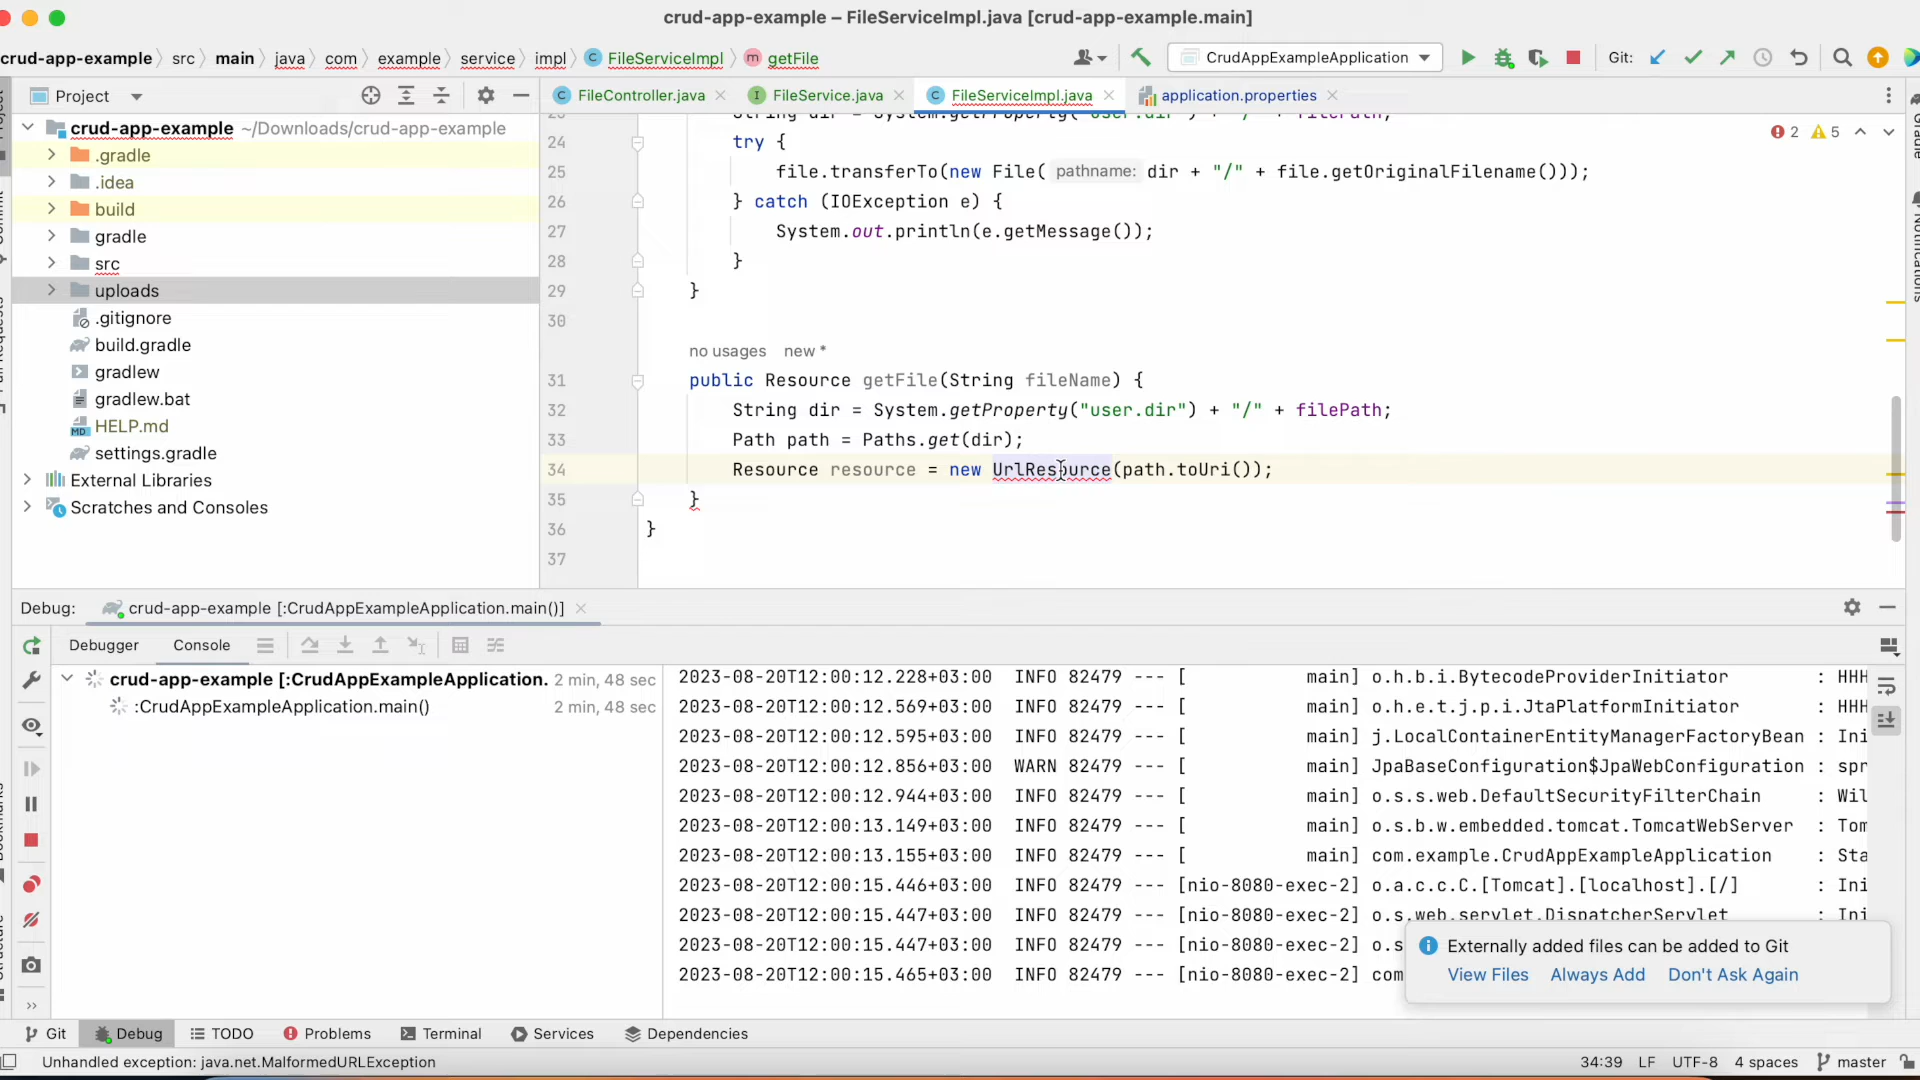 crud-app-example – FileServiceImpl.java [crud-app-example.main]
crud-app-example src main java com example service impl FileServiceImpl getFile CrudAppExampleApplication Git:
Project FileController.java FileService.java FileServiceImpl.java application.properties
crud-app-example ~/Downloads/crud-app-example
.gradle
.idea
build
gradle
src
uploads
.gitignore
build.gradle
gradlew
gradlew.bat
HELP.md
settings.gradle
External Libraries
Scratches and Consoles
2 5
23 String dir = System.getProperty("user.dir") + "/" + filePath;
24 try {
25 file.transferTo(new File( pathname: dir + "/" + file.getOriginalFilename()));
26 } catch (IOException e) {
27 System.out.println(e.getMessage());
28 }
29 }
30
no usages new *
31 public Resource getFile(String fileName) {
32 String dir = System.getProperty("user.dir") + "/" + filePath;
33 Path path = Paths.get(dir);
34 Resource resource = new UrlResource(path.toUri());
35 }
36 }
37
Gradle
Notifications
Debug: crud-app-example [:CrudAppExampleApplication.main()]
Debugger Console
crud-app-example [:CrudAppExampleApplication. 2 min, 48 sec
:CrudAppExampleApplication.main() 2 min, 48 sec
2023-08-20T12:00:12.228+03:00 INFO 82479 --- [ main] o.h.b.i.BytecodeProviderInitiator : HHH
2023-08-20T12:00:12.569+03:00 INFO 82479 --- [ main] o.h.e.t.j.p.i.JtaPlatformInitiator : HHH
2023-08-20T12:00:12.595+03:00 INFO 82479 --- [ main] j.LocalContainerEntityManagerFactoryBean : Ini
2023-08-20T12:00:12.856+03:00 WARN 82479 --- [ main] JpaBaseConfiguration$JpaWebConfiguration : spr
2023-08-20T12:00:12.944+03:00 INFO 82479 --- [ main] o.s.s.web.DefaultSecurityFilterChain : Wil
2023-08-20T12:00:13.149+03:00 INFO 82479 --- [ main] o.s.b.w.embedded.tomcat.TomcatWebServer : Tom
2023-08-20T12:00:13.155+03:00 INFO 82479 --- [ main] com.example.CrudAppExampleApplication : Sta
2023-08-20T12:00:15.446+03:00 INFO 82479 --- [nio-8080-exec-2] o.a.c.c.C.[Tomcat].[localhost].[/] : Ini
2023-08-20T12:00:15.447+03:00 INFO 82479 --- [nio-8080-exec-2] o.s.web.servlet.DispatcherServlet : Ini
2023-08-20T12:00:15.447+03:00 INFO 82479 --- [nio-8080-exec-2] o.s
2023-08-20T12:00:15.465+03:00 INFO 82479 --- [nio-8080-exec-2] com
Externally added files can be added to Git
View Files Always Add Don't Ask Again
Git Debug TODO Problems Terminal Services Dependencies
Unhandled exception: java.net.MalformedURLException 34:39 LF UTF-8 4 spaces master